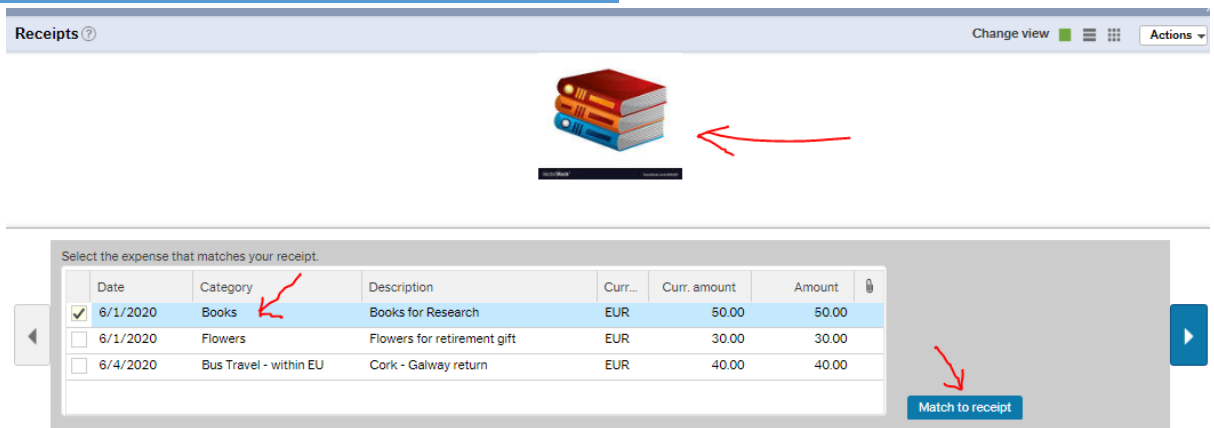 Receipts ?
Change view
Actions
VectorStock
Select the expense that matches your receipt.
Date Category Description Curr... Curr. amount Amount
6/1/2020 Books Books for Research EUR 50.00 50.00
6/1/2020 Flowers Flowers for retirement gift EUR 30.00 30.00
6/4/2020 Bus Travel - within EU Cork - Galway return EUR 40.00 40.00
Match to receipt